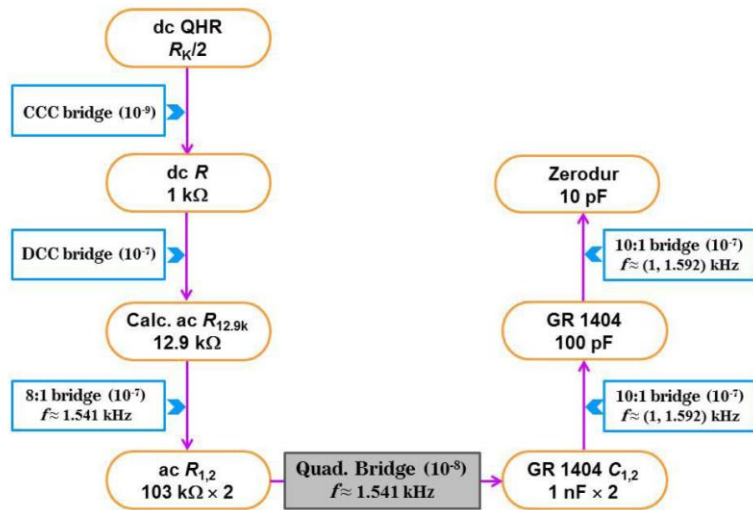 dc QHR
R_K/2
CCC bridge (10⁻⁹)
dc R
1 kΩ
DCC bridge (10⁻⁷)
Calc. ac R₁₂.₉ₖ
12.9 kΩ
8:1 bridge (10⁻⁷)
f ≈ 1.541 kHz
ac R₁,₂
103 kΩ × 2
Quad. Bridge (10⁻⁸)
f ≈ 1.541 kHz
GR 1404 C₁,₂
1 nF × 2
10:1 bridge (10⁻⁷)
f ≈ (1, 1.592) kHz
GR 1404
100 pF
10:1 bridge (10⁻⁷)
f ≈ (1, 1.592) kHz
Zerodur
10 pF